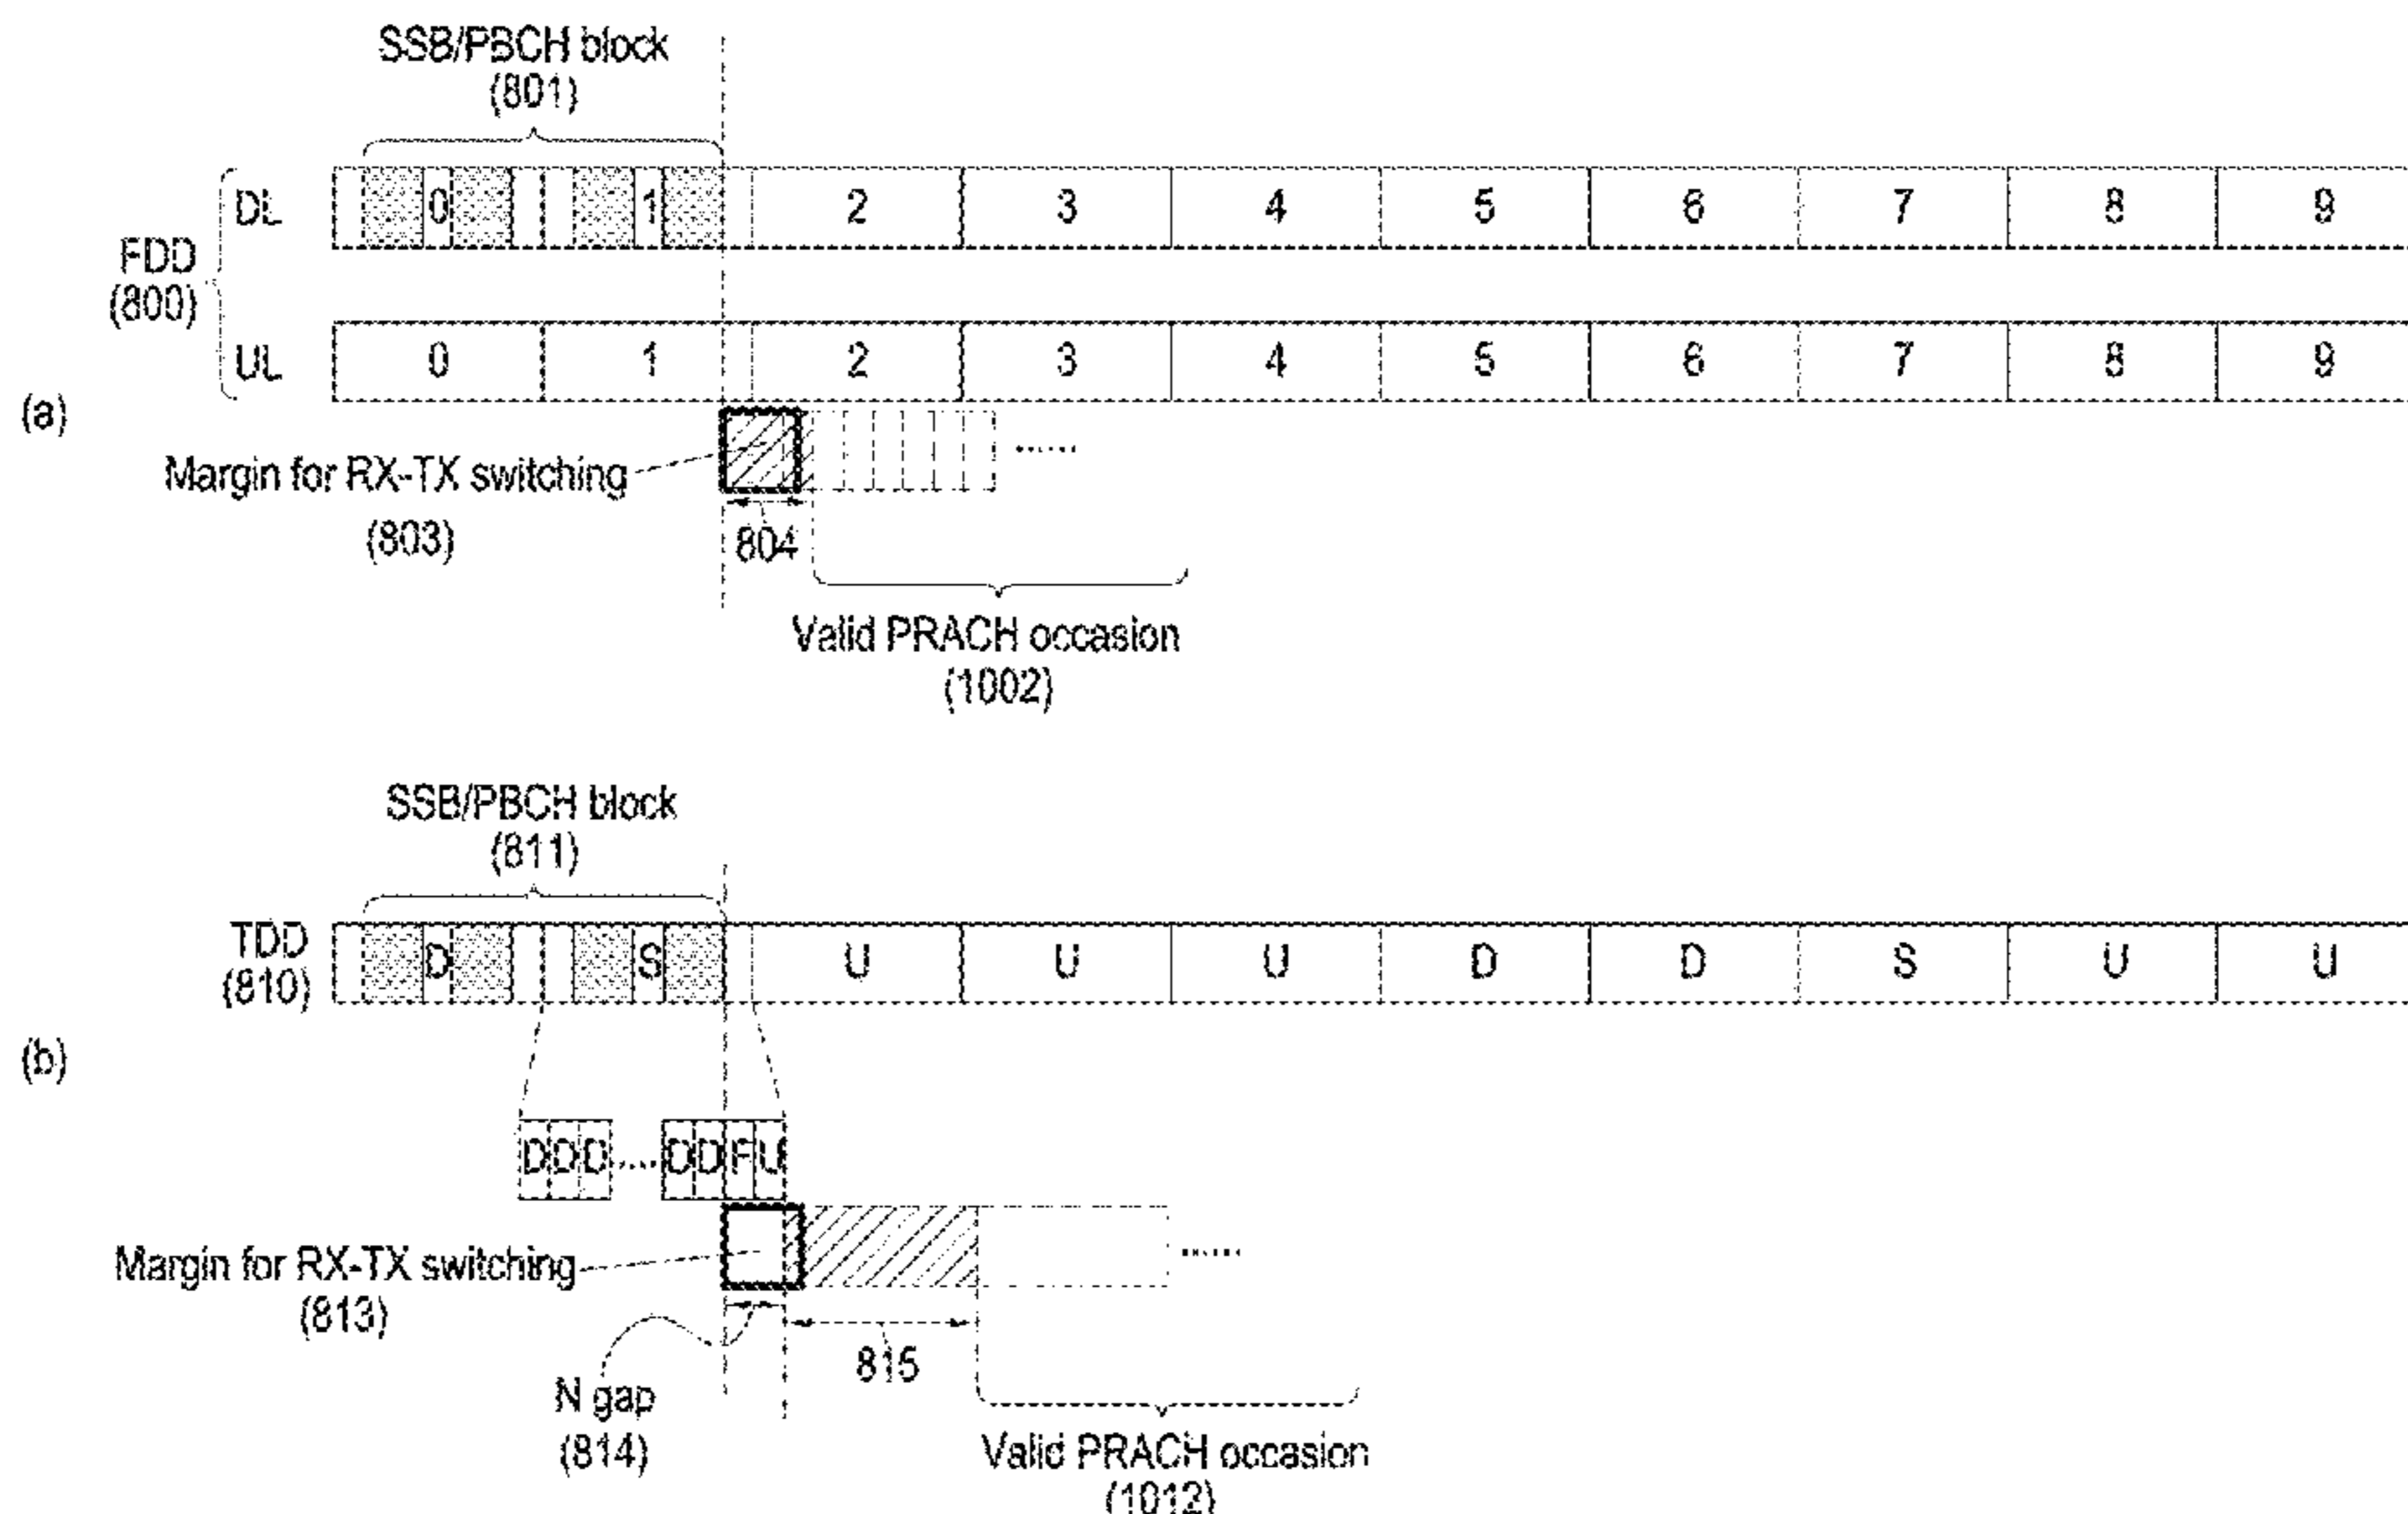 SSB/PBCH block
(801)
DL 0 1 2 3 4 5 6 7 8 9
FDD
(800)
UL 0 1 2 3 4 5 6 7 8 9
(a)
Margin for RX-TX switching
(803)
804
Valid PRACH occasion
(1002)
SSB/PBCH block
(811)
TDD
(810)
D S U U U D D S U U
(b)
D D D ..... D D F U
Margin for RX-TX switching
(813)
815
N gap
(814)
Valid PRACH occasion
(1012)